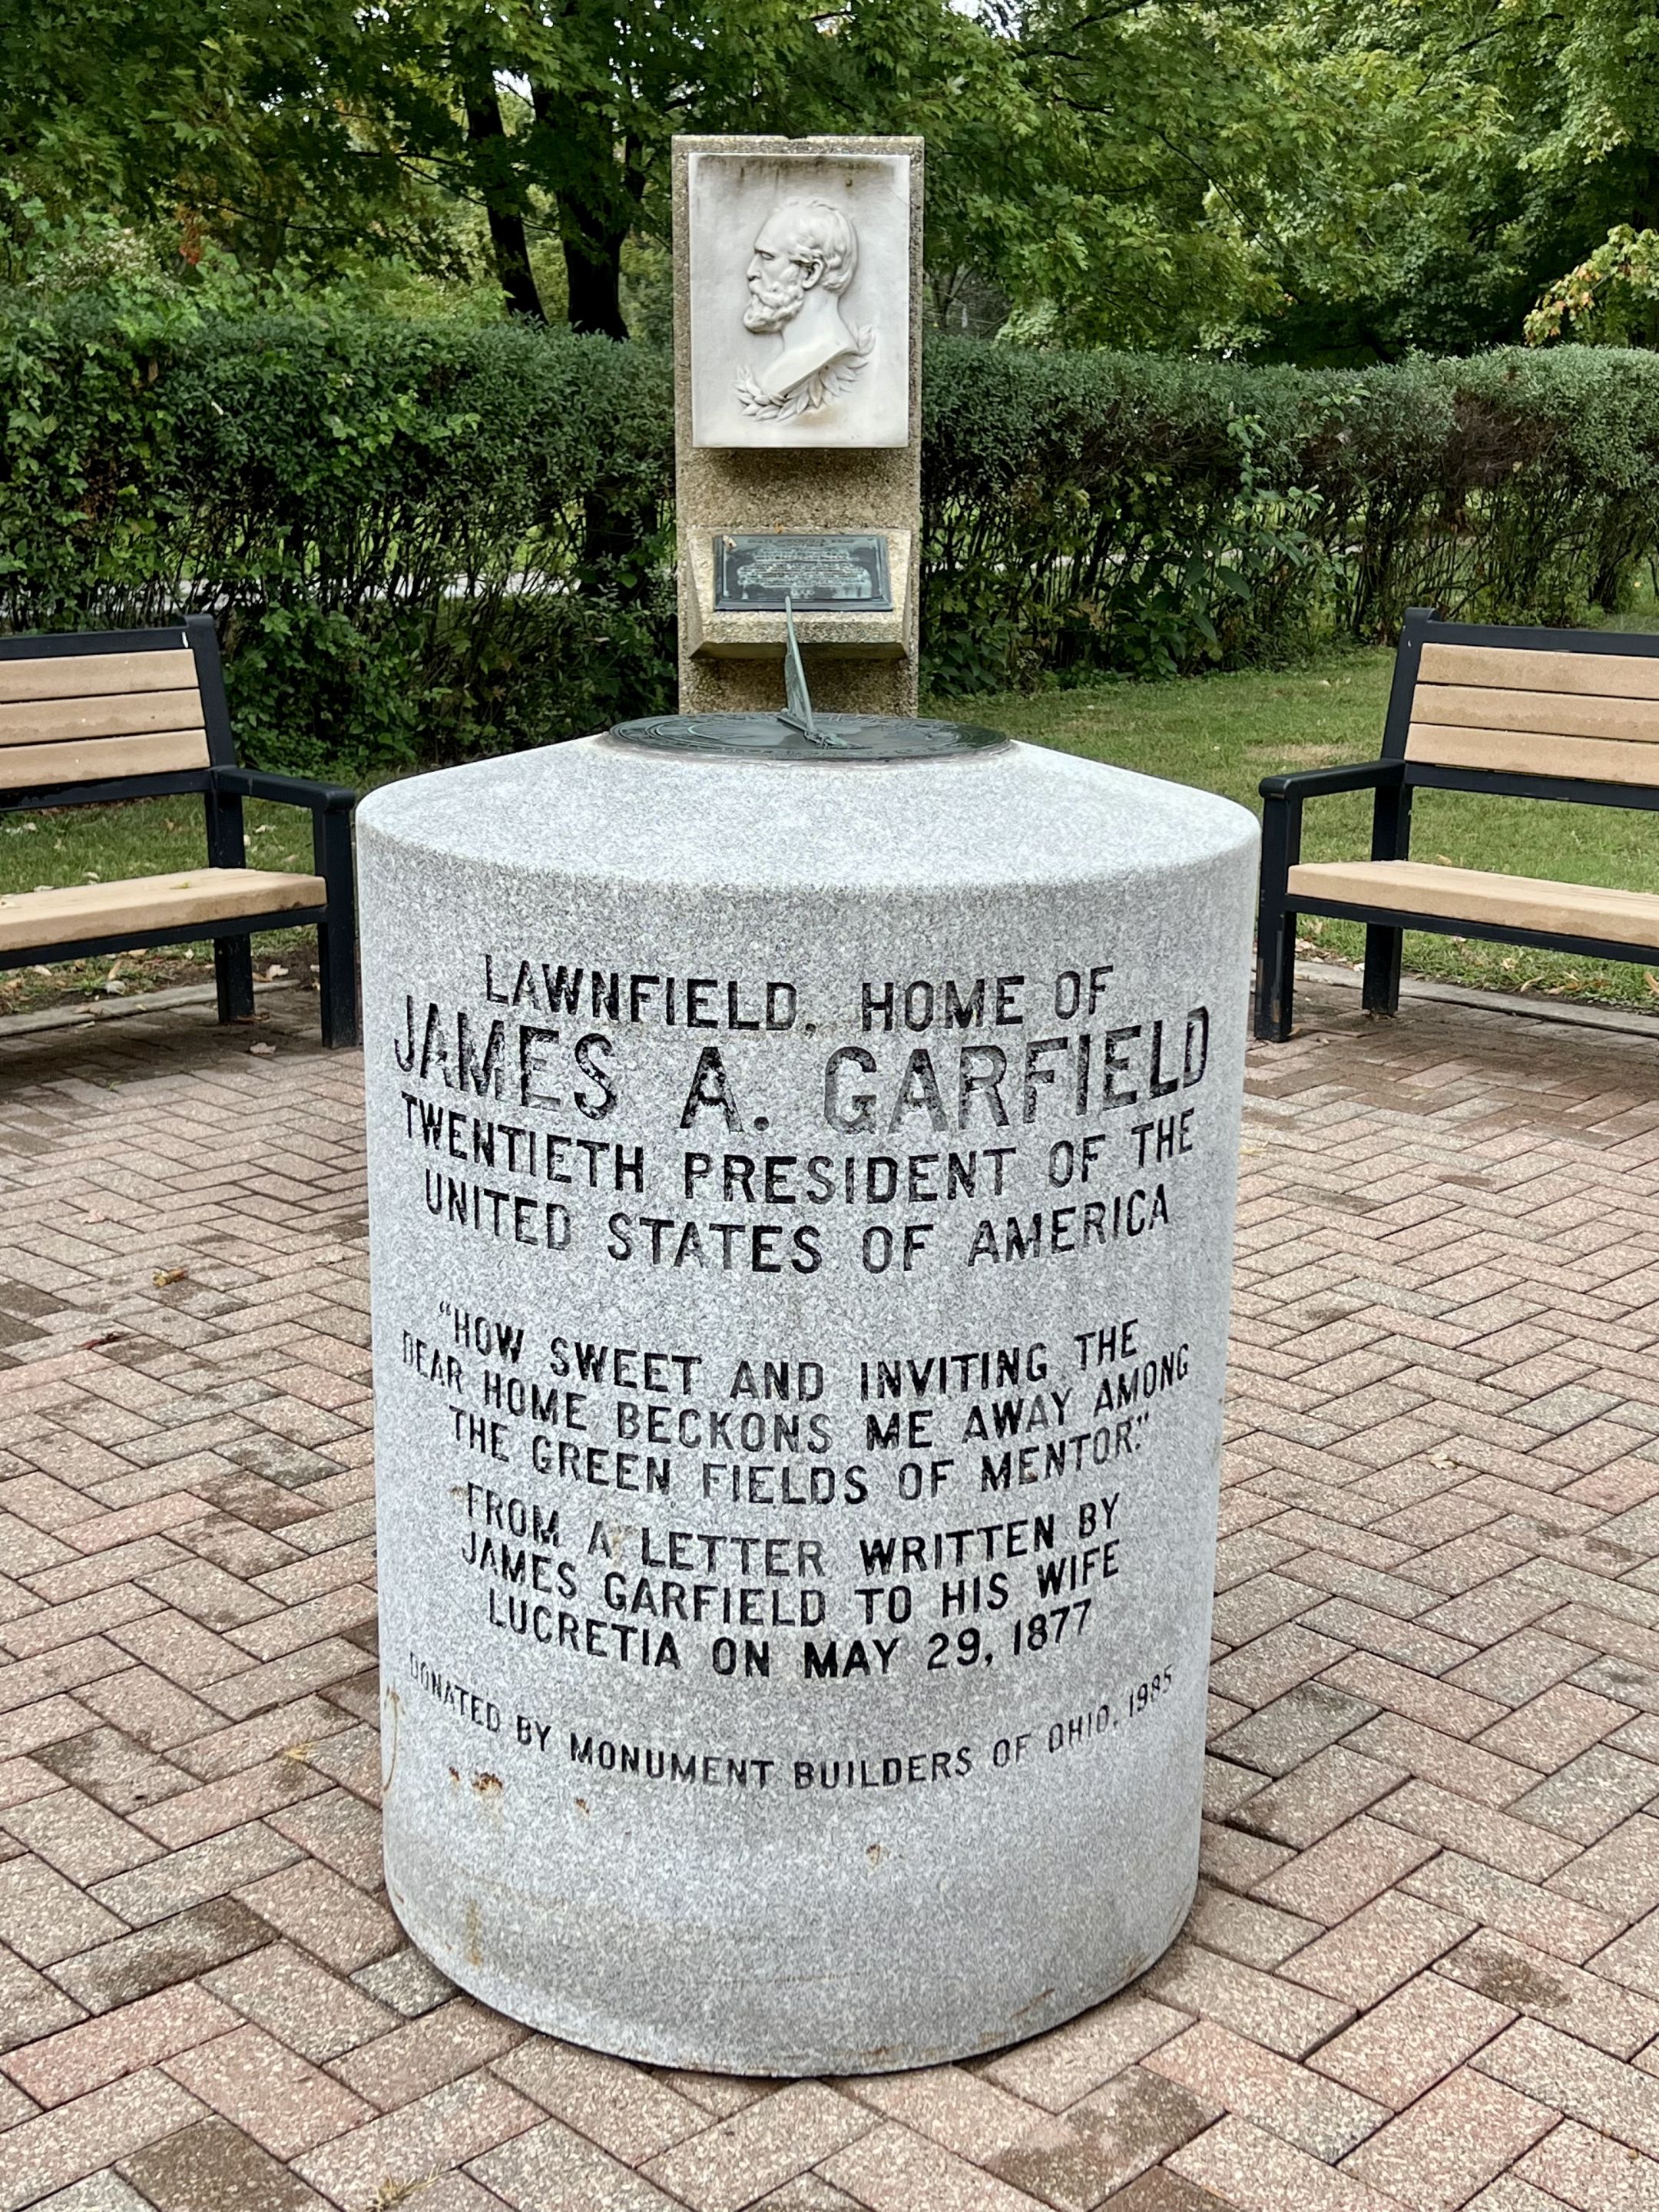 LAWNFIELD, HOME OF
JAMES A. GARFIELD
TWENTIETH PRESIDENT OF THE
UNITED STATES OF AMERICA
“HOW SWEET AND INVITING THE
DEAR HOME BECKONS ME AWAY AMONG
THE GREEN FIELDS OF MENTOR.”
FROM A LETTER WRITTEN BY
JAMES GARFIELD TO HIS WIFE
LUCRETIA ON MAY 29, 1877
DONATED BY MONUMENT BUILDERS OF OHIO, 1985